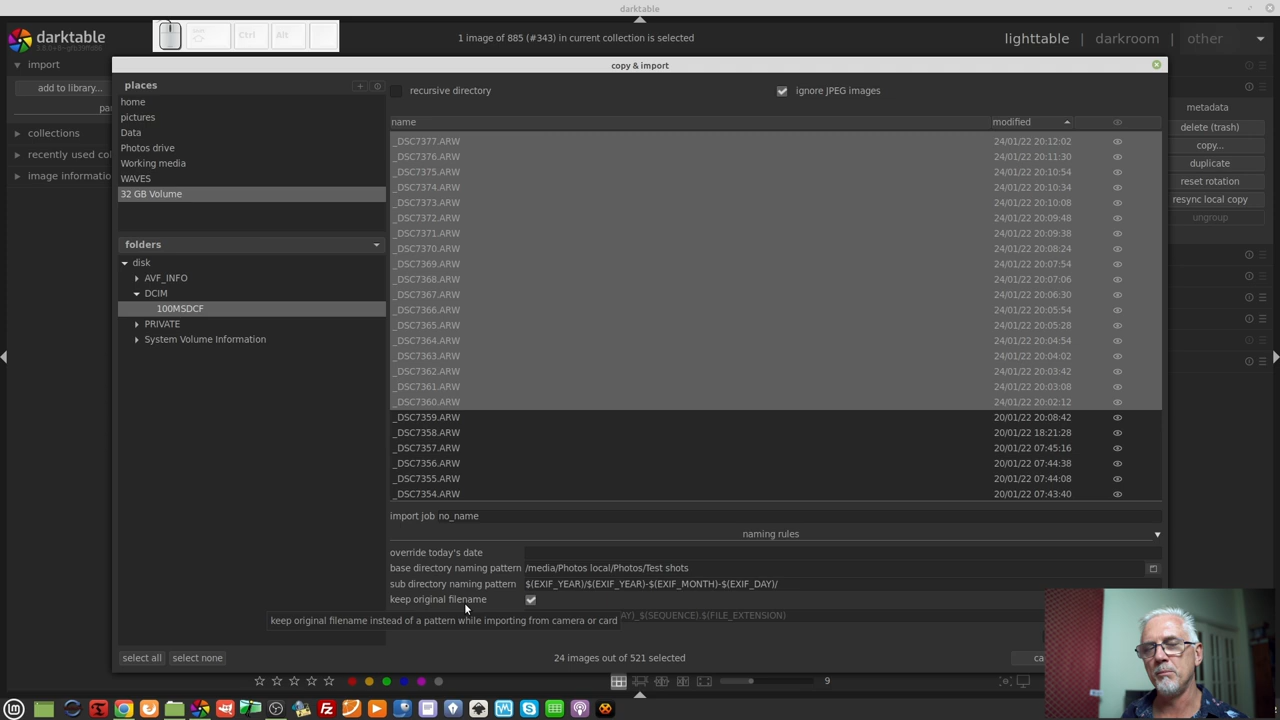 darktable
darktable
Ctrl Alt
1 image of 885 (#343) in current collection is selected
lighttable | darkroom | other
import
add to library...
collections
recently used col
image informatio
copy & import
places
home
pictures
Data
Photos drive
Working media
WAVES
32 GB Volume
folders
disk
AVF_INFO
DCIM
100MSDCF
PRIVATE
System Volume Information
select all select none
recursive directory
ignore JPEG images
name modified
_DSC7377.ARW 24/01/22 20:12:02
_DSC7376.ARW 24/01/22 20:11:30
_DSC7375.ARW 24/01/22 20:10:54
_DSC7374.ARW 24/01/22 20:10:34
_DSC7373.ARW 24/01/22 20:10:08
_DSC7372.ARW 24/01/22 20:09:48
_DSC7371.ARW 24/01/22 20:09:38
_DSC7370.ARW 24/01/22 20:08:24
_DSC7369.ARW 24/01/22 20:07:54
_DSC7368.ARW 24/01/22 20:07:06
_DSC7367.ARW 24/01/22 20:06:30
_DSC7366.ARW 24/01/22 20:05:54
_DSC7365.ARW 24/01/22 20:05:28
_DSC7364.ARW 24/01/22 20:04:54
_DSC7363.ARW 24/01/22 20:04:02
_DSC7362.ARW 24/01/22 20:03:42
_DSC7361.ARW 24/01/22 20:03:08
_DSC7360.ARW 24/01/22 20:02:12
_DSC7359.ARW 20/01/22 20:08:42
_DSC7358.ARW 20/01/22 18:21:28
_DSC7357.ARW 20/01/22 07:45:16
_DSC7356.ARW 20/01/22 07:44:38
_DSC7355.ARW 20/01/22 07:44:08
_DSC7354.ARW 20/01/22 07:43:40
import job no_name
naming rules
override today's date
base directory naming pattern /media/Photos local/Photos/Test shots
sub directory naming pattern $(EXIF_YEAR)/$(EXIF_YEAR)-$(EXIF_MONTH)-$(EXIF_DAY)/
keep original filename
AY)_$(SEQUENCE).$(FILE_EXTENSION)
keep original filename instead of a pattern while importing from camera or card
24 images out of 521 selected
ca
metadata
delete (trash)
copy...
duplicate
reset rotation
resync local copy
ungroup
9